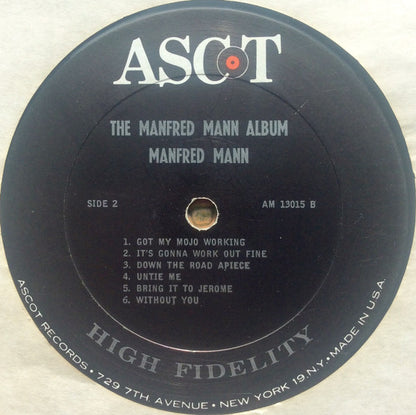 ASCOT
THE MANFRED MANN ALBUM
MANFRED MANN
SIDE 2
AM 13015 B
1. GOT MY MOJO WORKING
2. IT'S GONNA WORK OUT FINE
3. DOWN THE ROAD APIECE
4. UNTIE ME
5. BRING IT TO JEROME
6. WITHOUT YOU
HIGH FIDELITY
ASCOT RECORDS • 729 7TH. AVENUE • NEW YORK 19. N.Y. • MADE IN U.S.A.